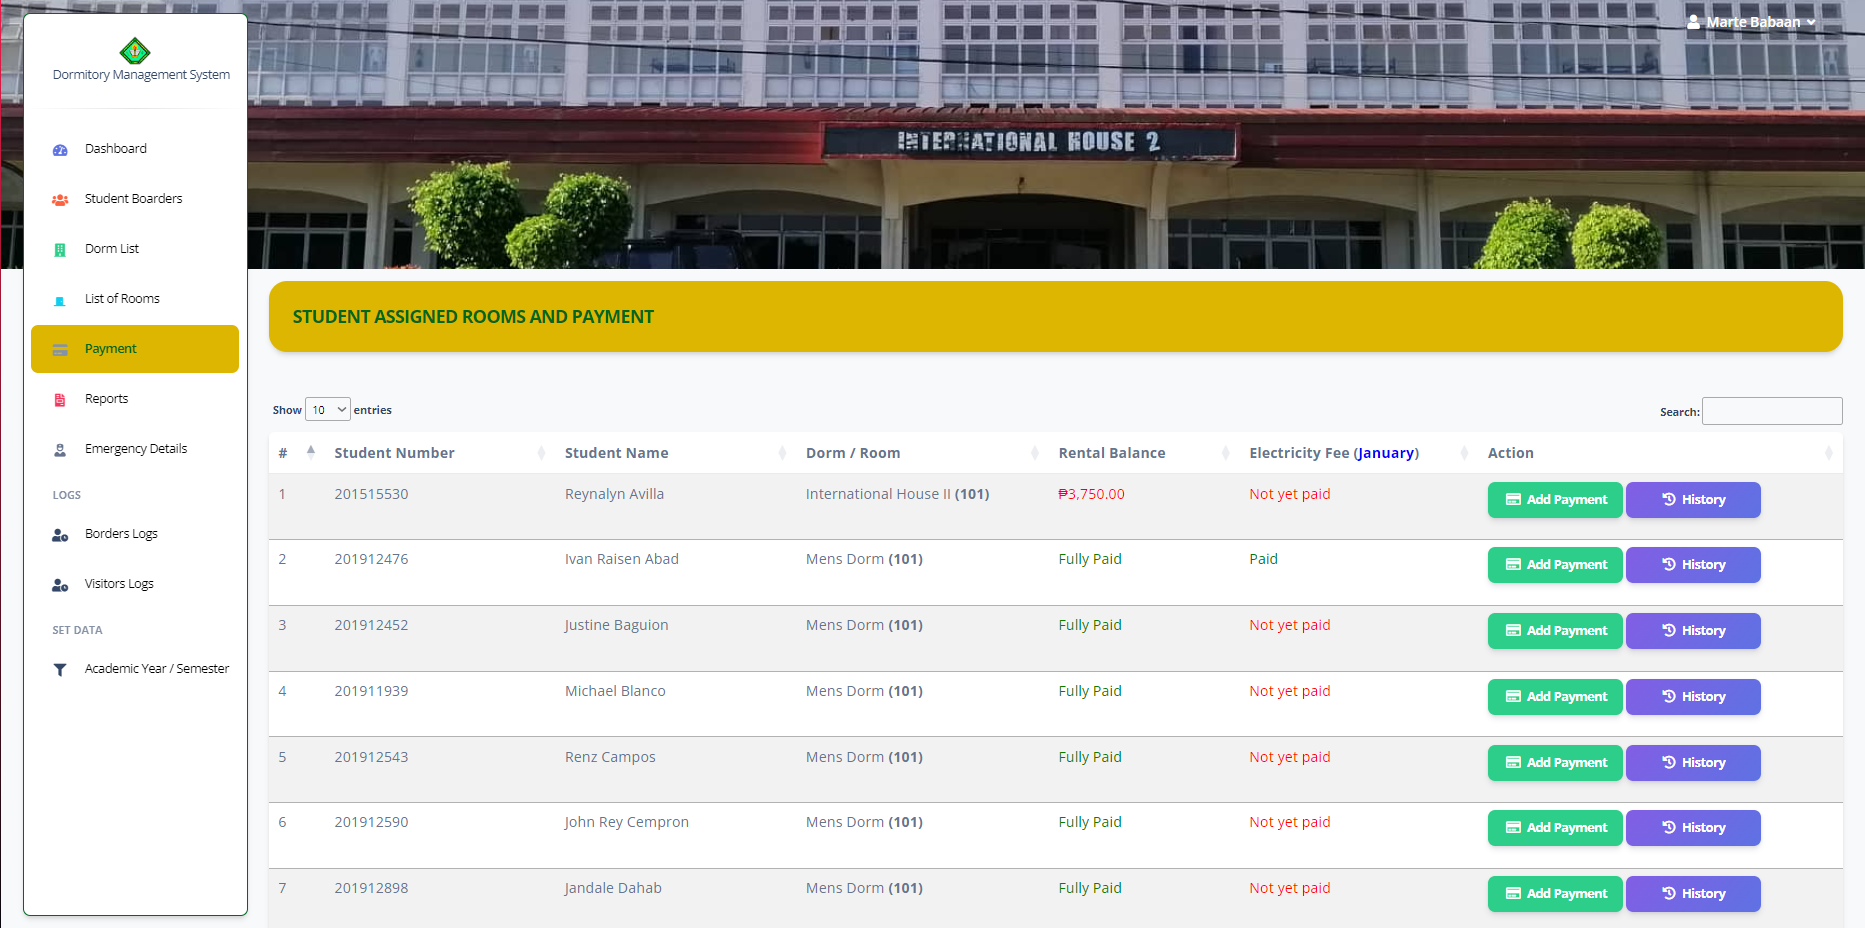 Marte Babaan
INTERNATIONAL HOUSE 2
Dormitory Management System
Dashboard
Student Boarders
Dorm List
List of Rooms
Payment
Reports
Emergency Details
LOGS
Borders Logs
Visitors Logs
SET DATA
Academic Year / Semester
STUDENT ASSIGNED ROOMS AND PAYMENT
Show 10 entries
Search:
# Student Number Student Name Dorm / Room Rental Balance Electricity Fee (January) Action
1 201515530 Reynalyn Avilla International House II (101) ₱3,750.00 Not yet paid Add Payment History
2 201912476 Ivan Raisen Abad Mens Dorm (101) Fully Paid Paid Add Payment History
3 201912452 Justine Baguion Mens Dorm (101) Fully Paid Not yet paid Add Payment History
4 201911939 Michael Blanco Mens Dorm (101) Fully Paid Not yet paid Add Payment History
5 201912543 Renz Campos Mens Dorm (101) Fully Paid Not yet paid Add Payment History
6 201912590 John Rey Cempron Mens Dorm (101) Fully Paid Not yet paid Add Payment History
7 201912898 Jandale Dahab Mens Dorm (101) Fully Paid Not yet paid Add Payment History